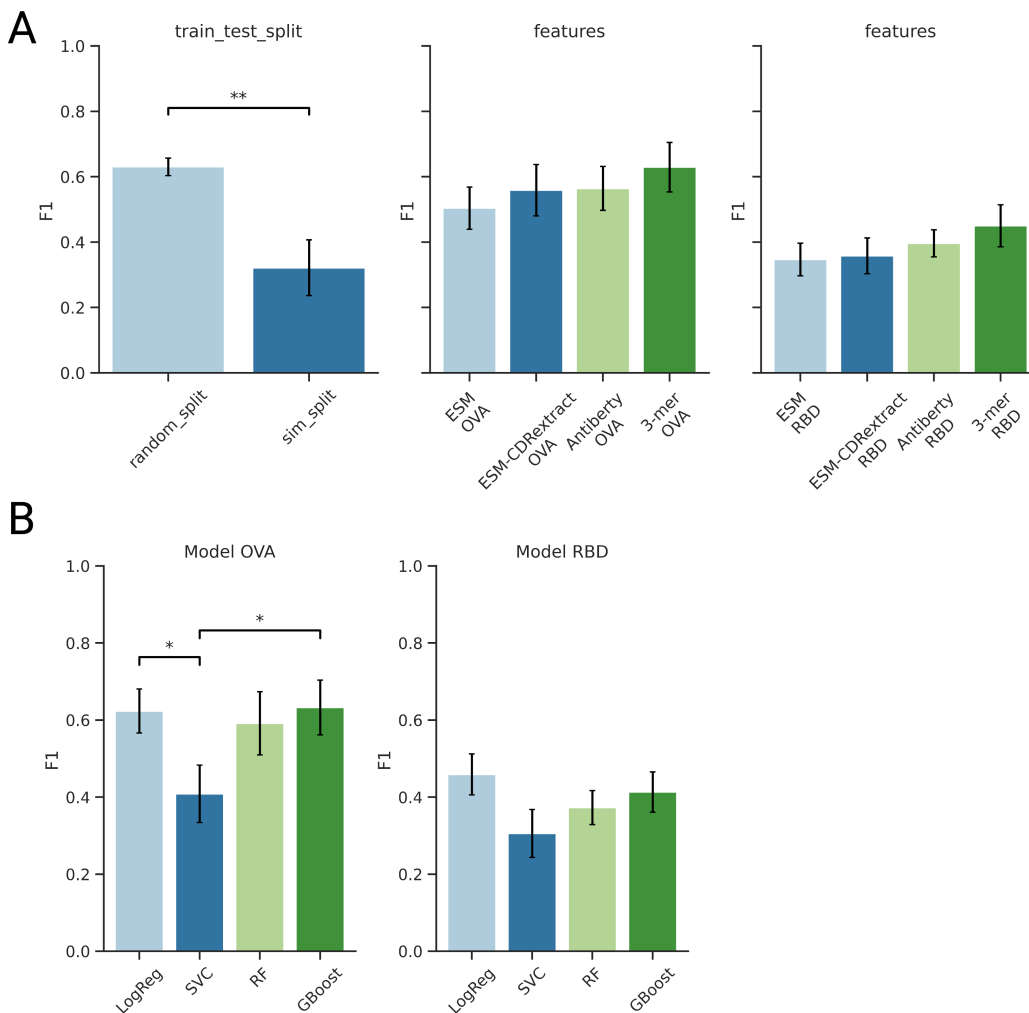 A
train_test_split
features
features
1.0
0.8
0.6
0.4
0.2
0.0
F1
F1
F1
**
random_split
sim_split
ESM
OVA
ESM-CDRextract
OVA
Antiberty
OVA
3-mer
OVA
ESM
RBD
ESM-CDRextract
RBD
Antiberty
RBD
3-mer
RBD
B
Model OVA
Model RBD
1.0
0.8
0.6
0.4
0.2
0.0
F1
*
*
LogReg
SVC
RF
GBoost
1.0
0.8
0.6
0.4
0.2
0.0
F1
LogReg
SVC
RF
GBoost